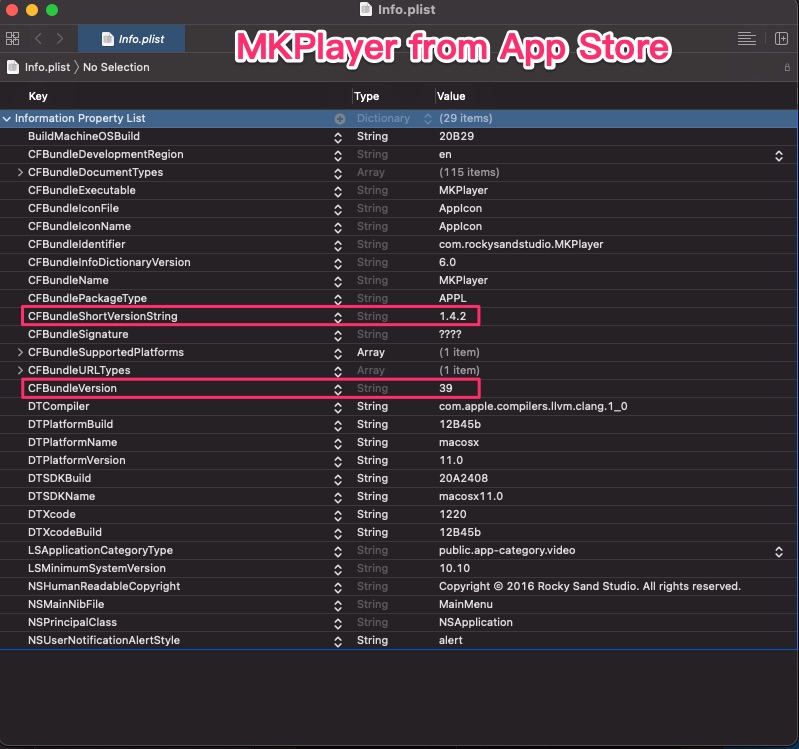 Info.plist
Info.plist
MKPlayer from App Store
Info.plist No Selection
Key Type Value
Information Property List Dictionary (29 items)
BuildMachineOSBuild String 20B29
CFBundleDevelopmentRegion String en
CFBundleDocumentTypes Array (115 items)
CFBundleExecutable String MKPlayer
CFBundleIconFile String AppIcon
CFBundleIconName String AppIcon
CFBundleIdentifier String com.rockysandstudio.MKPlayer
CFBundleInfoDictionaryVersion String 6.0
CFBundleName String MKPlayer
CFBundlePackageType String APPL
CFBundleShortVersionString String 1.4.2
CFBundleSignature String ????
CFBundleSupportedPlatforms Array (1 item)
CFBundleURLTypes Array (1 item)
CFBundleVersion String 39
DTCompiler String com.apple.compilers.llvm.clang.1_0
DTPlatformBuild String 12B45b
DTPlatformName String macosx
DTPlatformVersion String 11.0
DTSDKBuild String 20A2408
DTSDKName String macosx11.0
DTXcode String 1220
DTXcodeBuild String 12B45b
LSApplicationCategoryType String public.app-category.video
LSMinimumSystemVersion String 10.10
NSHumanReadableCopyright String Copyright © 2016 Rocky Sand Studio. All rights reserved.
NSMainNibFile String MainMenu
NSPrincipalClass String NSApplication
NSUserNotificationAlertStyle String alert